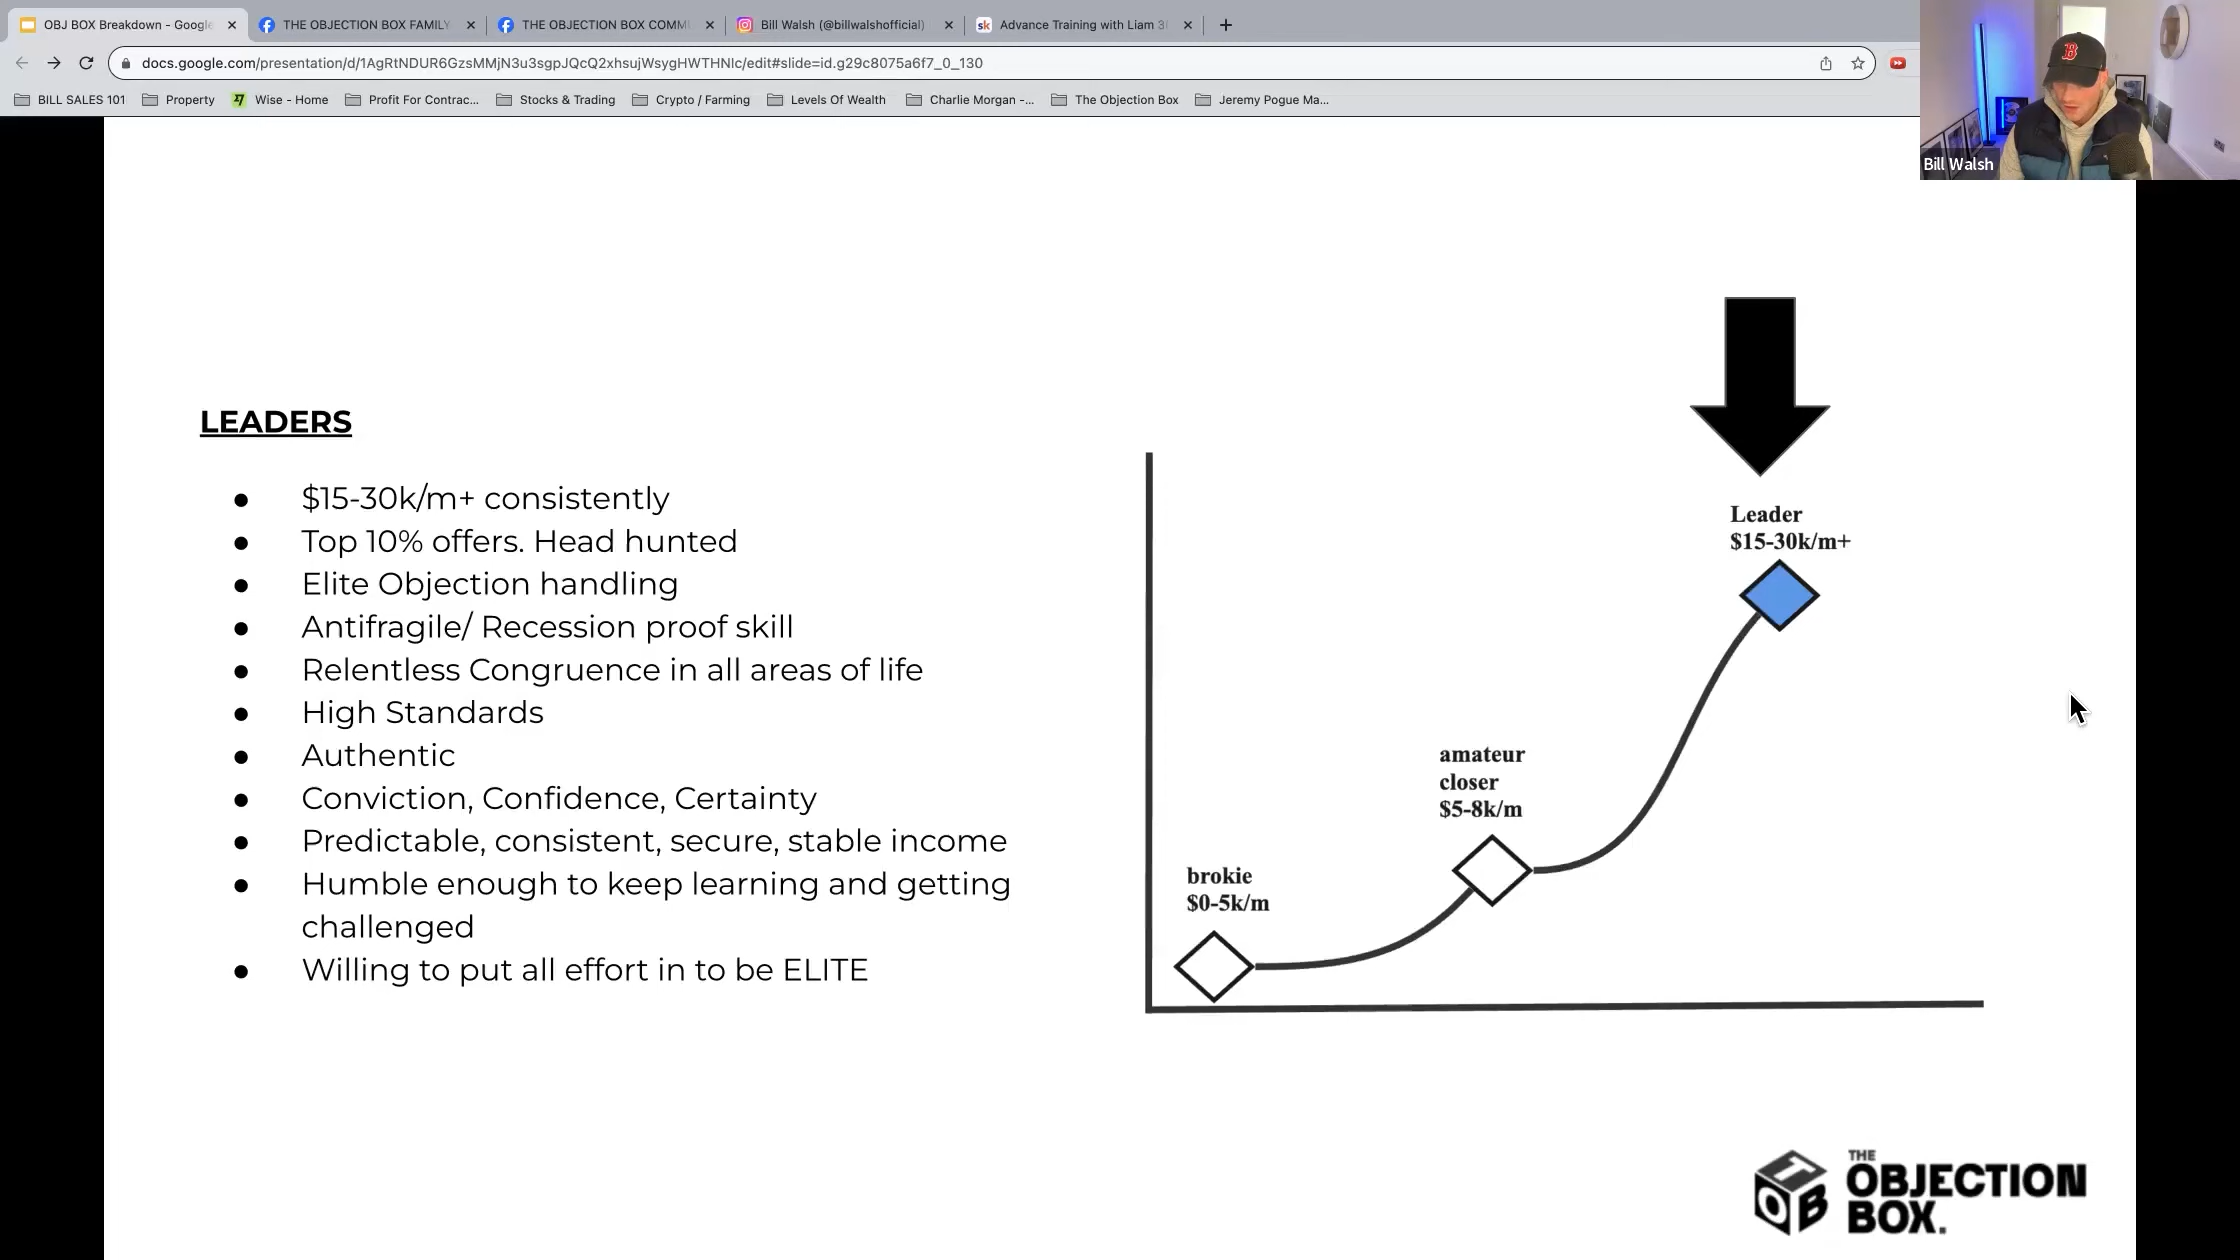 OBJ BOX Breakdown - Google
THE OBJECTION BOX FAMILY
THE OBJECTION BOX COMM
Bill Walsh (@billwalshofficial)
Advance Training with Liam 3
docs.google.com/presentation/d/1AgRtNDUR6GzsMMjN3u3sgpJQcQ2xhsujWsygHWTHNlc/edit#slide=id.g29c8075a6f7_0_130
BILL SALES 101
Property
Wise - Home
Profit For Contrac...
Stocks & Trading
Crypto / Farming
Levels Of Wealth
Charlie Morgan -...
The Objection Box
Jeremy Pogue Ma...
B
Bill Walsh
LEADERS
● $15-30k/m+ consistently
● Top 10% offers. Head hunted
● Elite Objection handling
● Antifragile/ Recession proof skill
● Relentless Congruence in all areas of life
● High Standards
● Authentic
● Conviction, Confidence, Certainty
● Predictable, consistent, secure, stable income
● Humble enough to keep learning and getting
challenged
● Willing to put all effort in to be ELITE
Leader
$15-30k/m+
amateur
closer
$5-8k/m
brokie
$0-5k/m
TOB
THE
OBJECTION
BOX.